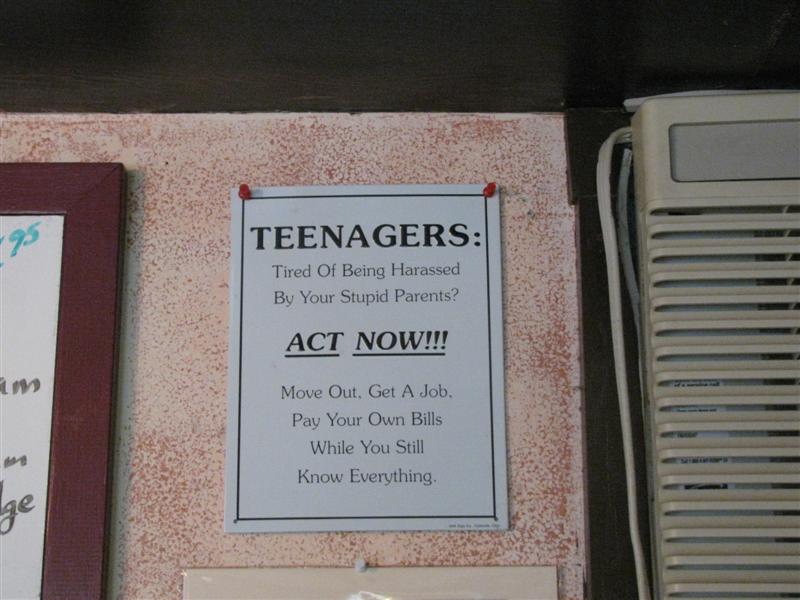 TEENAGERS:
Tired Of Being Harassed
By Your Stupid Parents?
ACT NOW!!!
Move Out, Get A Job,
Pay Your Own Bills
While You Still
Know Everything.
95